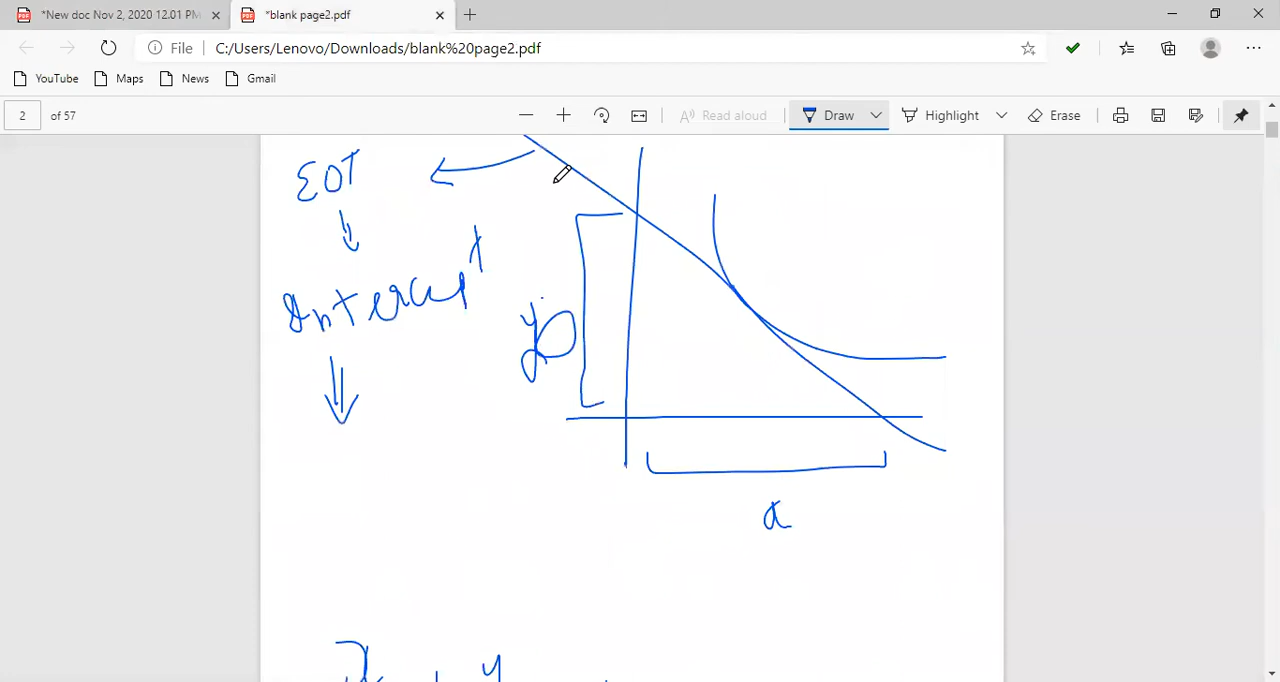 *New doc Nov 2, 2020 12.01 PM
*blank page2.pdf
File C:/Users/Lenovo/Downloads/blank%20page2.pdf
YouTube Maps News Gmail
2 of 57 Read aloud Draw Highlight Erase
EOT
Intercept
y
b
a
y